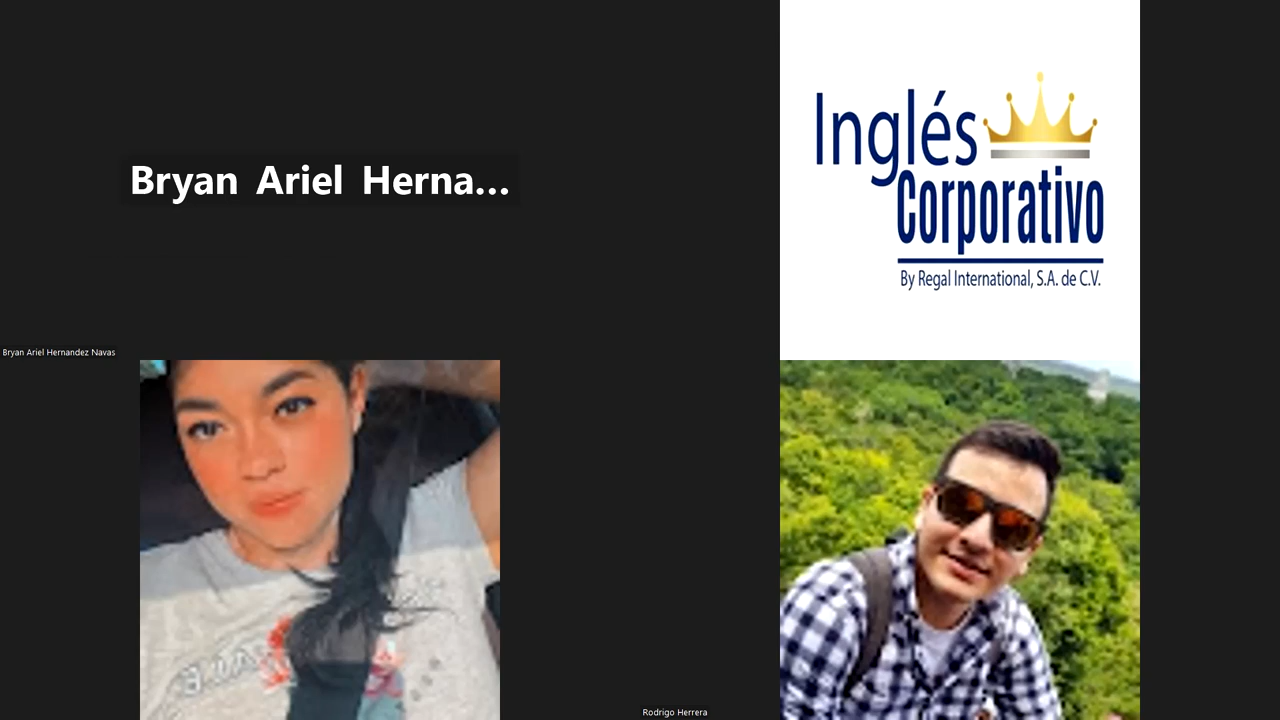 Bryan Ariel Herna...
Inglés
Corporativo
By Regal International, S.A. de C.V.
Bryan Ariel Hernandez Navas
Rodrigo Herrera